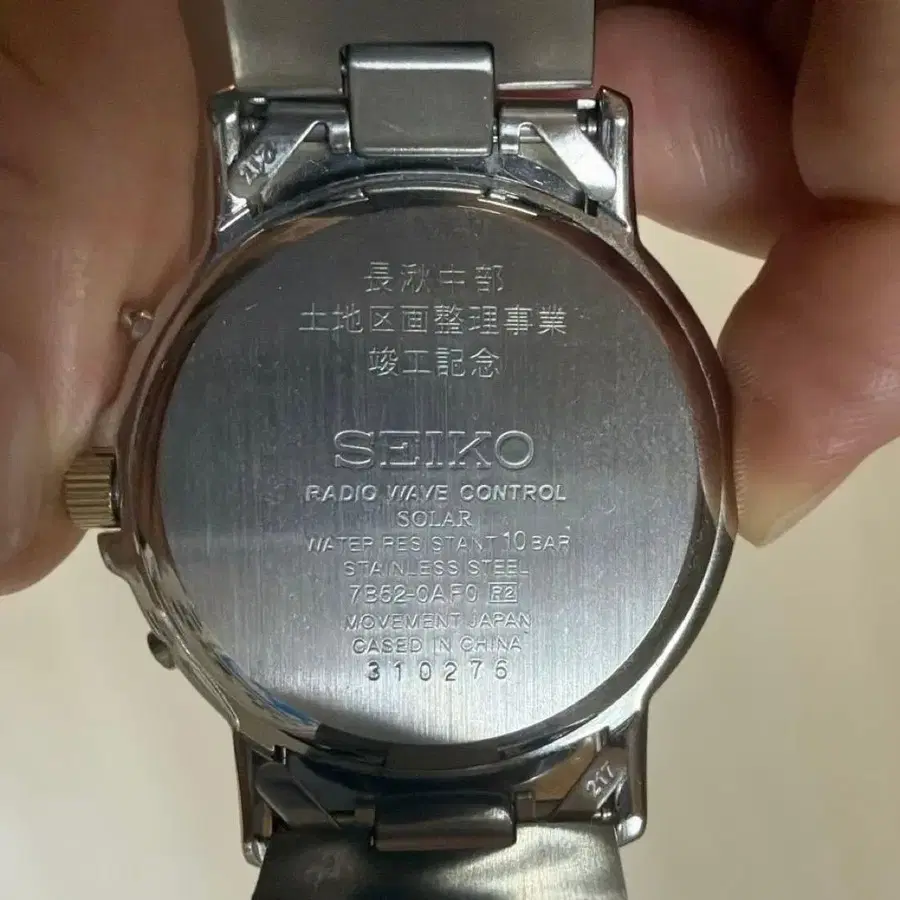 長湫中部
土地区画整理事業
竣工記念
SEIKO
RADIO WAVE CONTROL
SOLAR
WATER RESISTANT 10 BAR
STAINLESS STEEL
7B52-0AF0 R2
MOVEMENT JAPAN
CASED IN CHINA
310276
217